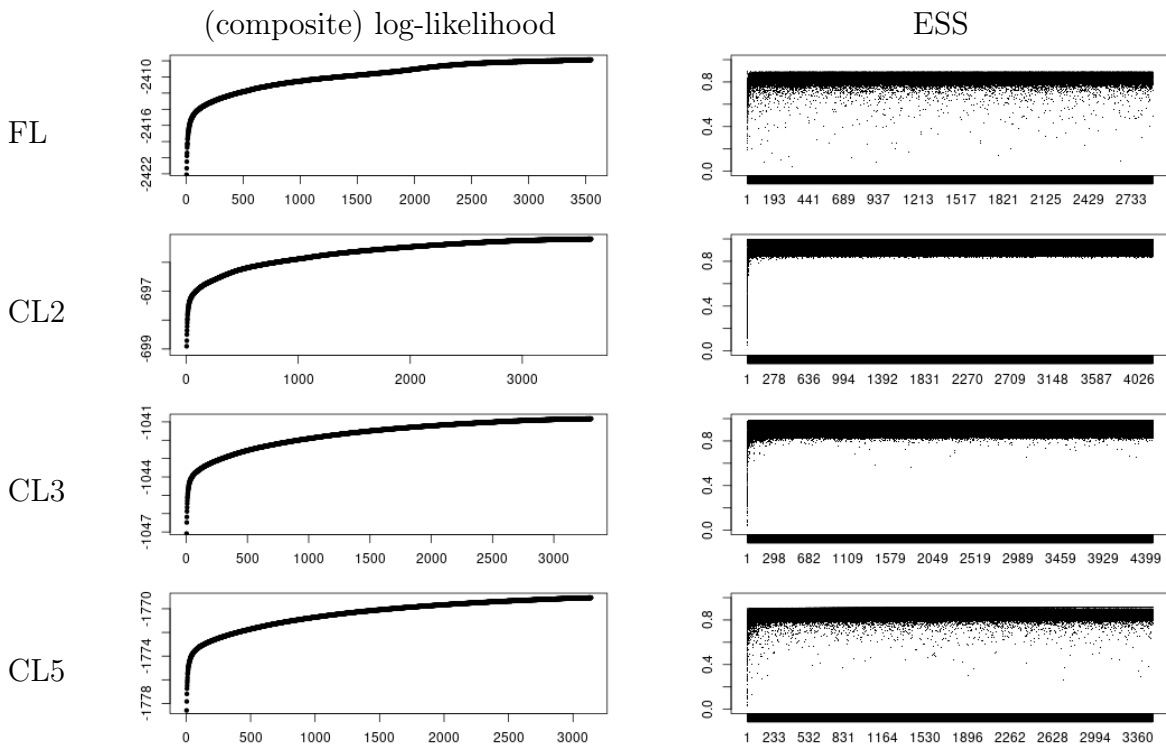 (composite) log-likelihood ESS
FL
-2422 -2416 -2410
0 500 1000 1500 2000 2500 3000 3500
0.0 0.4 0.8
1 193 441 689 937 1213 1517 1821 2125 2429 2733
CL2
-699 -697
0 1000 2000 3000
0.0 0.4 0.8
1 278 636 994 1392 1831 2270 2709 3148 3587 4026
CL3
-1047 -1044 -1041
0 500 1000 1500 2000 2500 3000
0.0 0.4 0.8
1 298 682 1109 1579 2049 2519 2989 3459 3929 4399
CL5
-1778 -1774 -1770
0 500 1000 1500 2000 2500 3000
0.0 0.4 0.8
1 233 532 831 1164 1530 1896 2262 2628 2994 3360